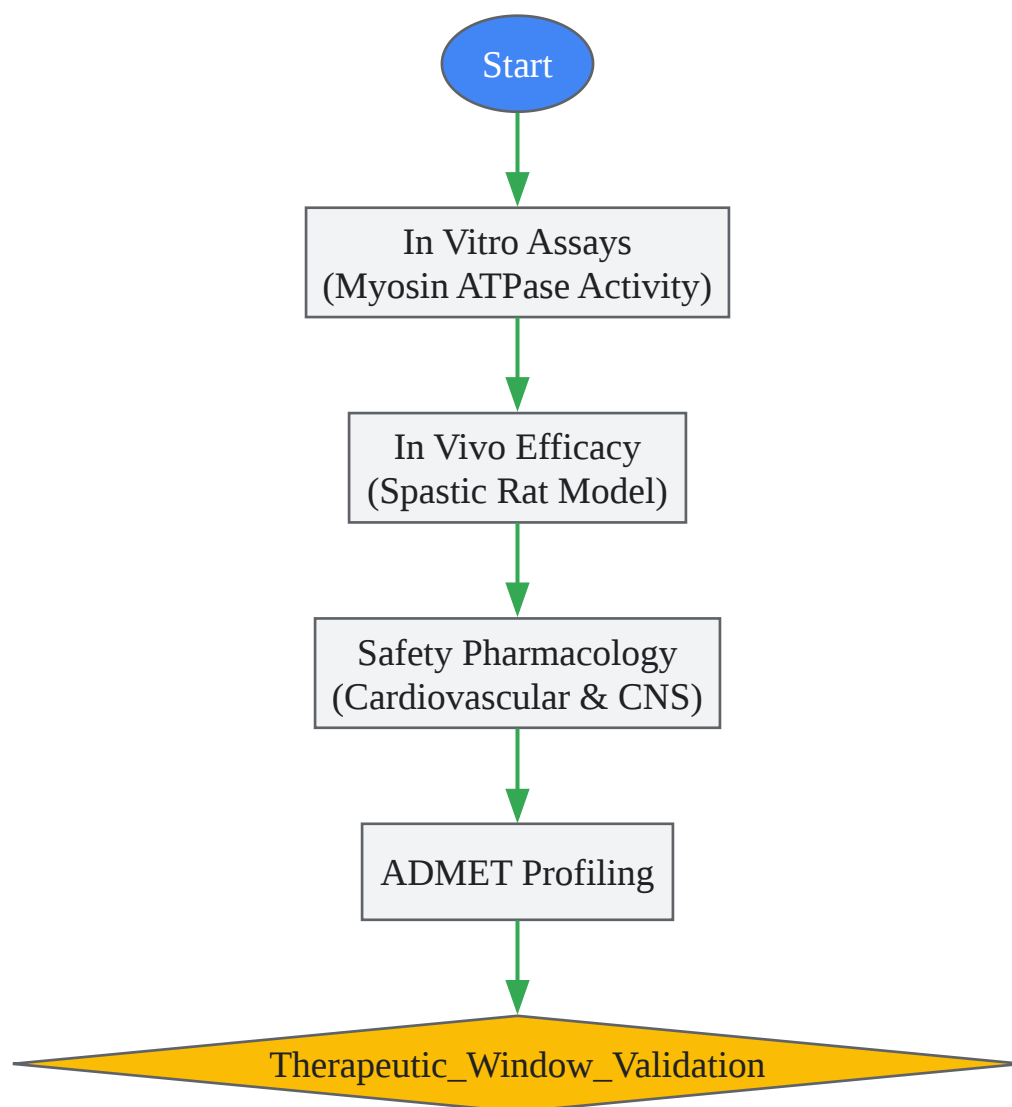 Start
In Vitro Assays
(Myosin ATPase Activity)
In Vivo Efficacy
(Spastic Rat Model)
Safety Pharmacology
(Cardiovascular & CNS)
ADMET Profiling
Therapeutic_Window_Validation